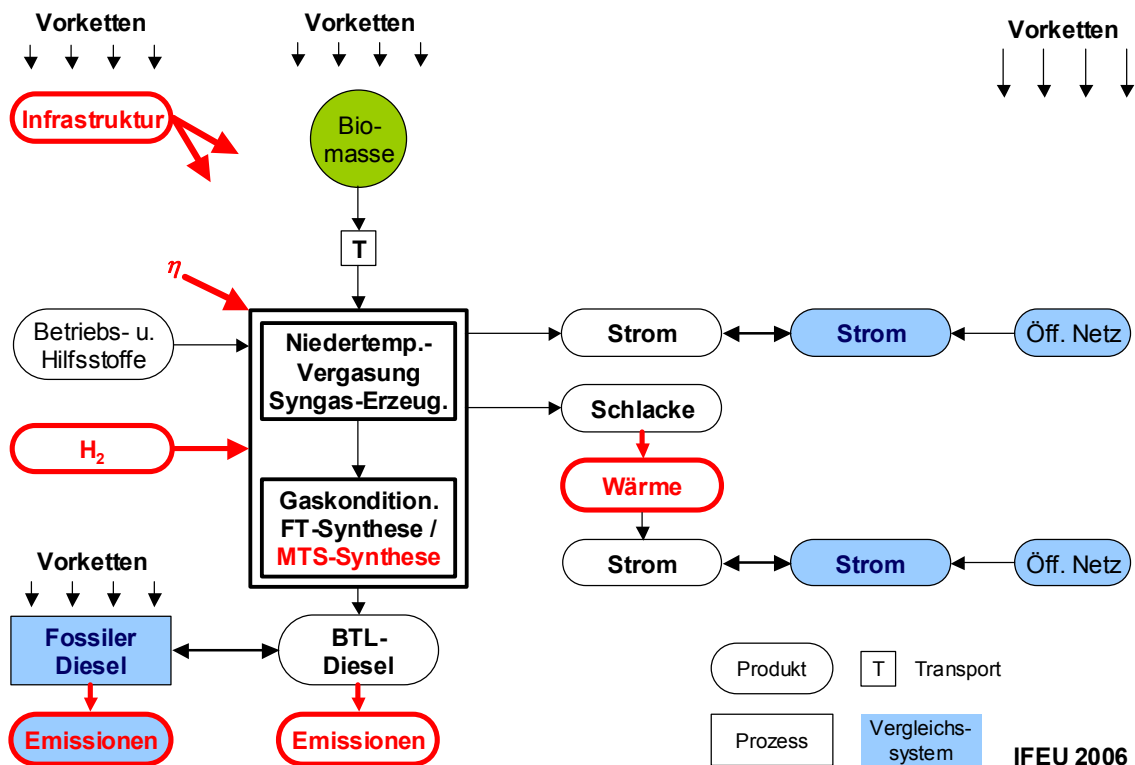 Vorketten
Vorketten
Vorketten
Infrastruktur
Bio-
masse
T
η
Betriebs- u.
Hilfsstoffe
Niedertemp.-
Vergasung
Syngas-Erzeug.
Strom
Strom
Öff. Netz
Schlacke
H₂
Wärme
Gaskondition.
FT-Synthese /
MTS-Synthese
Strom
Strom
Öff. Netz
Vorketten
Fossiler
Diesel
BTL-
Diesel
Emissionen
Emissionen
Produkt
T
Transport
Prozess
Vergleichs-
system
IFEU 2006